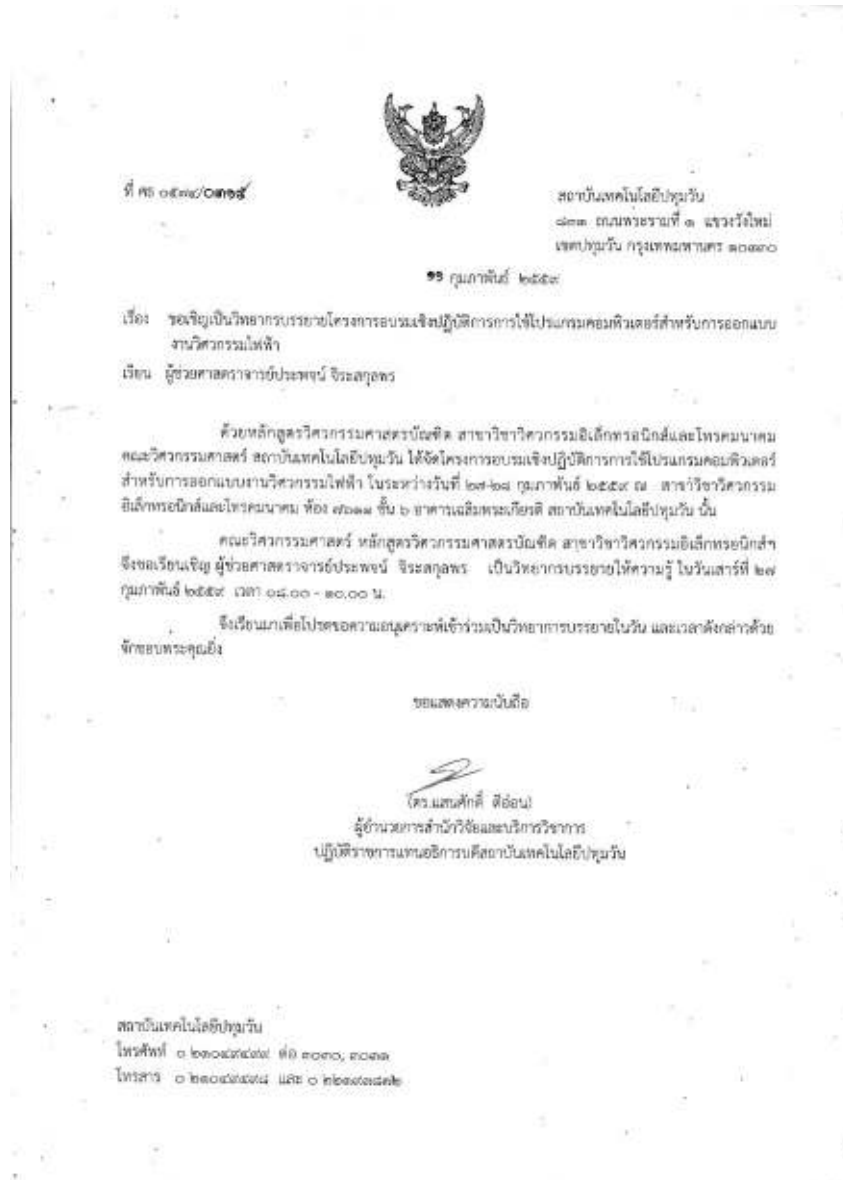 ที่ ศธ ๐๕๗๔/๐๓๑๕
สถาบันเทคโนโลยีปทุมวัน
๘๓๓ ถนนพระรามที่ ๑ แขวงวังใหม่
เขตปทุมวัน กรุงเทพมหานคร ๑๐๓๓๐
๑๑ กุมภาพันธ์ ๒๕๕๙
เรื่อง ขอเชิญเป็นวิทยากรบรรยายโครงการอบรมเชิงปฏิบัติการการใช้โปรแกรมคอมพิวเตอร์สำหรับการออกแบบ
งานวิศวกรรมไฟฟ้า
เรียน ผู้ช่วยศาสตราจารย์ประพจน์ จิระสกุลพร
ด้วยหลักสูตรวิศวกรรมศาสตรบัณฑิต สาขาวิชาวิศวกรรมอิเล็กทรอนิกส์และโทรคมนาคม
คณะวิศวกรรมศาสตร์ สถาบันเทคโนโลยีปทุมวัน ได้จัดโครงการอบรมเชิงปฏิบัติการการใช้โปรแกรมคอมพิวเตอร์
สำหรับการออกแบบงานวิศวกรรมไฟฟ้า ในระหว่างวันที่ ๒๗-๒๘ กุมภาพันธ์ ๒๕๕๙ ณ สาขาวิชาวิศวกรรม
อิเล็กทรอนิกส์และโทรคมนาคม ห้อง ชั้น ๖ อาคารเฉลิมพระเกียรติ สถาบันเทคโนโลยีปทุมวัน นั้น
คณะวิศวกรรมศาสตร์ หลักสูตรวิศวกรรมศาสตรบัณฑิต สาขาวิชาวิศวกรรมอิเล็กทรอนิกส์ฯ
จึงขอเรียนเชิญ ผู้ช่วยศาสตราจารย์ประพจน์ จิระสกุลพร เป็นวิทยากรบรรยายให้ความรู้ ในวันเสาร์ที่ ๒๗
กุมภาพันธ์ ๒๕๕๙ เวลา ๐๘.๐๐ - ๑๐.๐๐ น.
จึงเรียนมาเพื่อโปรดขอความอนุเคราะห์เข้าร่วมเป็นวิทยาการบรรยายในวัน และเวลาดังกล่าวด้วย
จักขอบพระคุณยิ่ง
ขอแสดงความนับถือ
(ดร.แสนศักดิ์ ดีอ่อน)
ผู้อำนวยการสำนักวิจัยและบริการวิชาการ
ปฏิบัติราชการแทนอธิการบดีสถาบันเทคโนโลยีปทุมวัน
สถาบันเทคโนโลยีปทุมวัน
โทรศัพท์ ต่อ ๓๐๓๐, ๓๐๓๑
โทรสาร และ